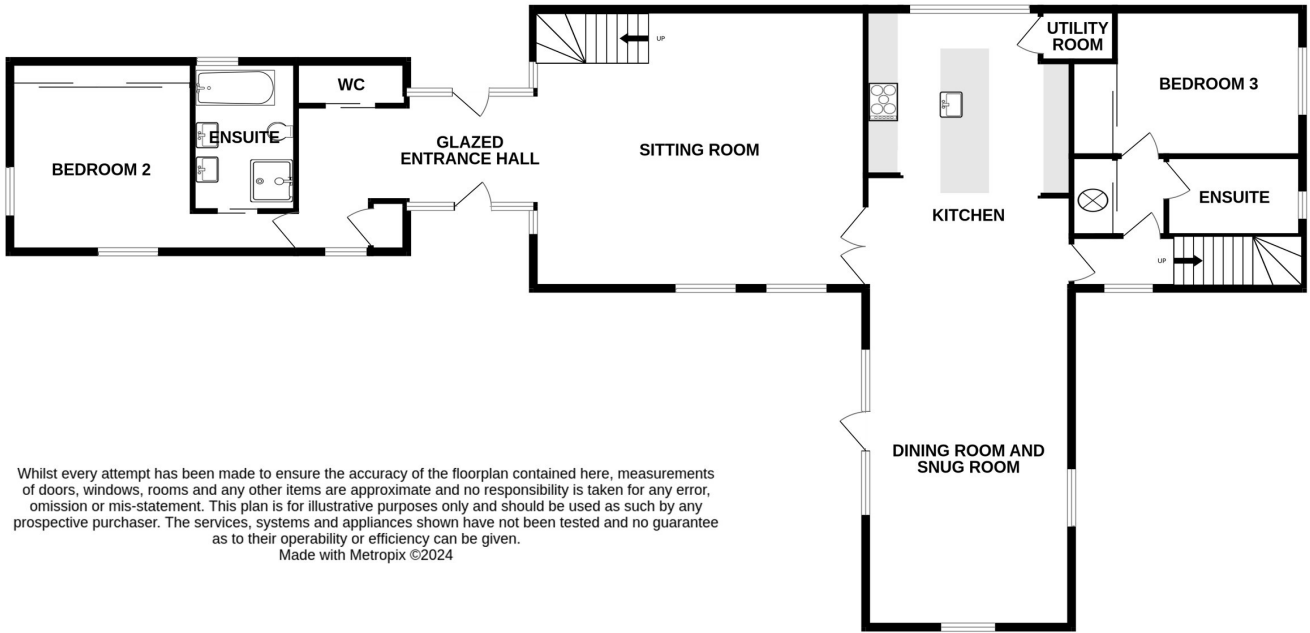 UP
UTILITY
ROOM
WC
BEDROOM 3
ENSUITE
GLAZED
ENTRANCE HALL
SITTING ROOM
BEDROOM 2
ENSUITE
KITCHEN
UP
DINING ROOM AND
SNUG ROOM
Whilst every attempt has been made to ensure the accuracy of the floorplan contained here, measurements
of doors, windows, rooms and any other items are approximate and no responsibility is taken for any error,
omission or mis-statement. This plan is for illustrative purposes only and should be used as such by any
prospective purchaser. The services, systems and appliances shown have not been tested and no guarantee
as to their operability or efficiency can be given.
Made with Metropix ©2024